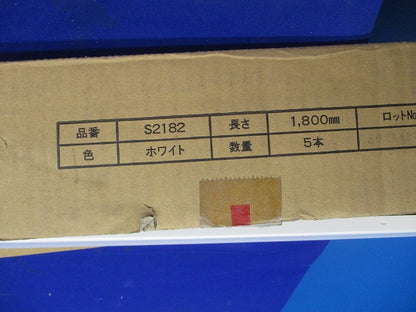 品番 S2182 長さ 1,800mm ロットNo
色 ホワイト 数量 5本